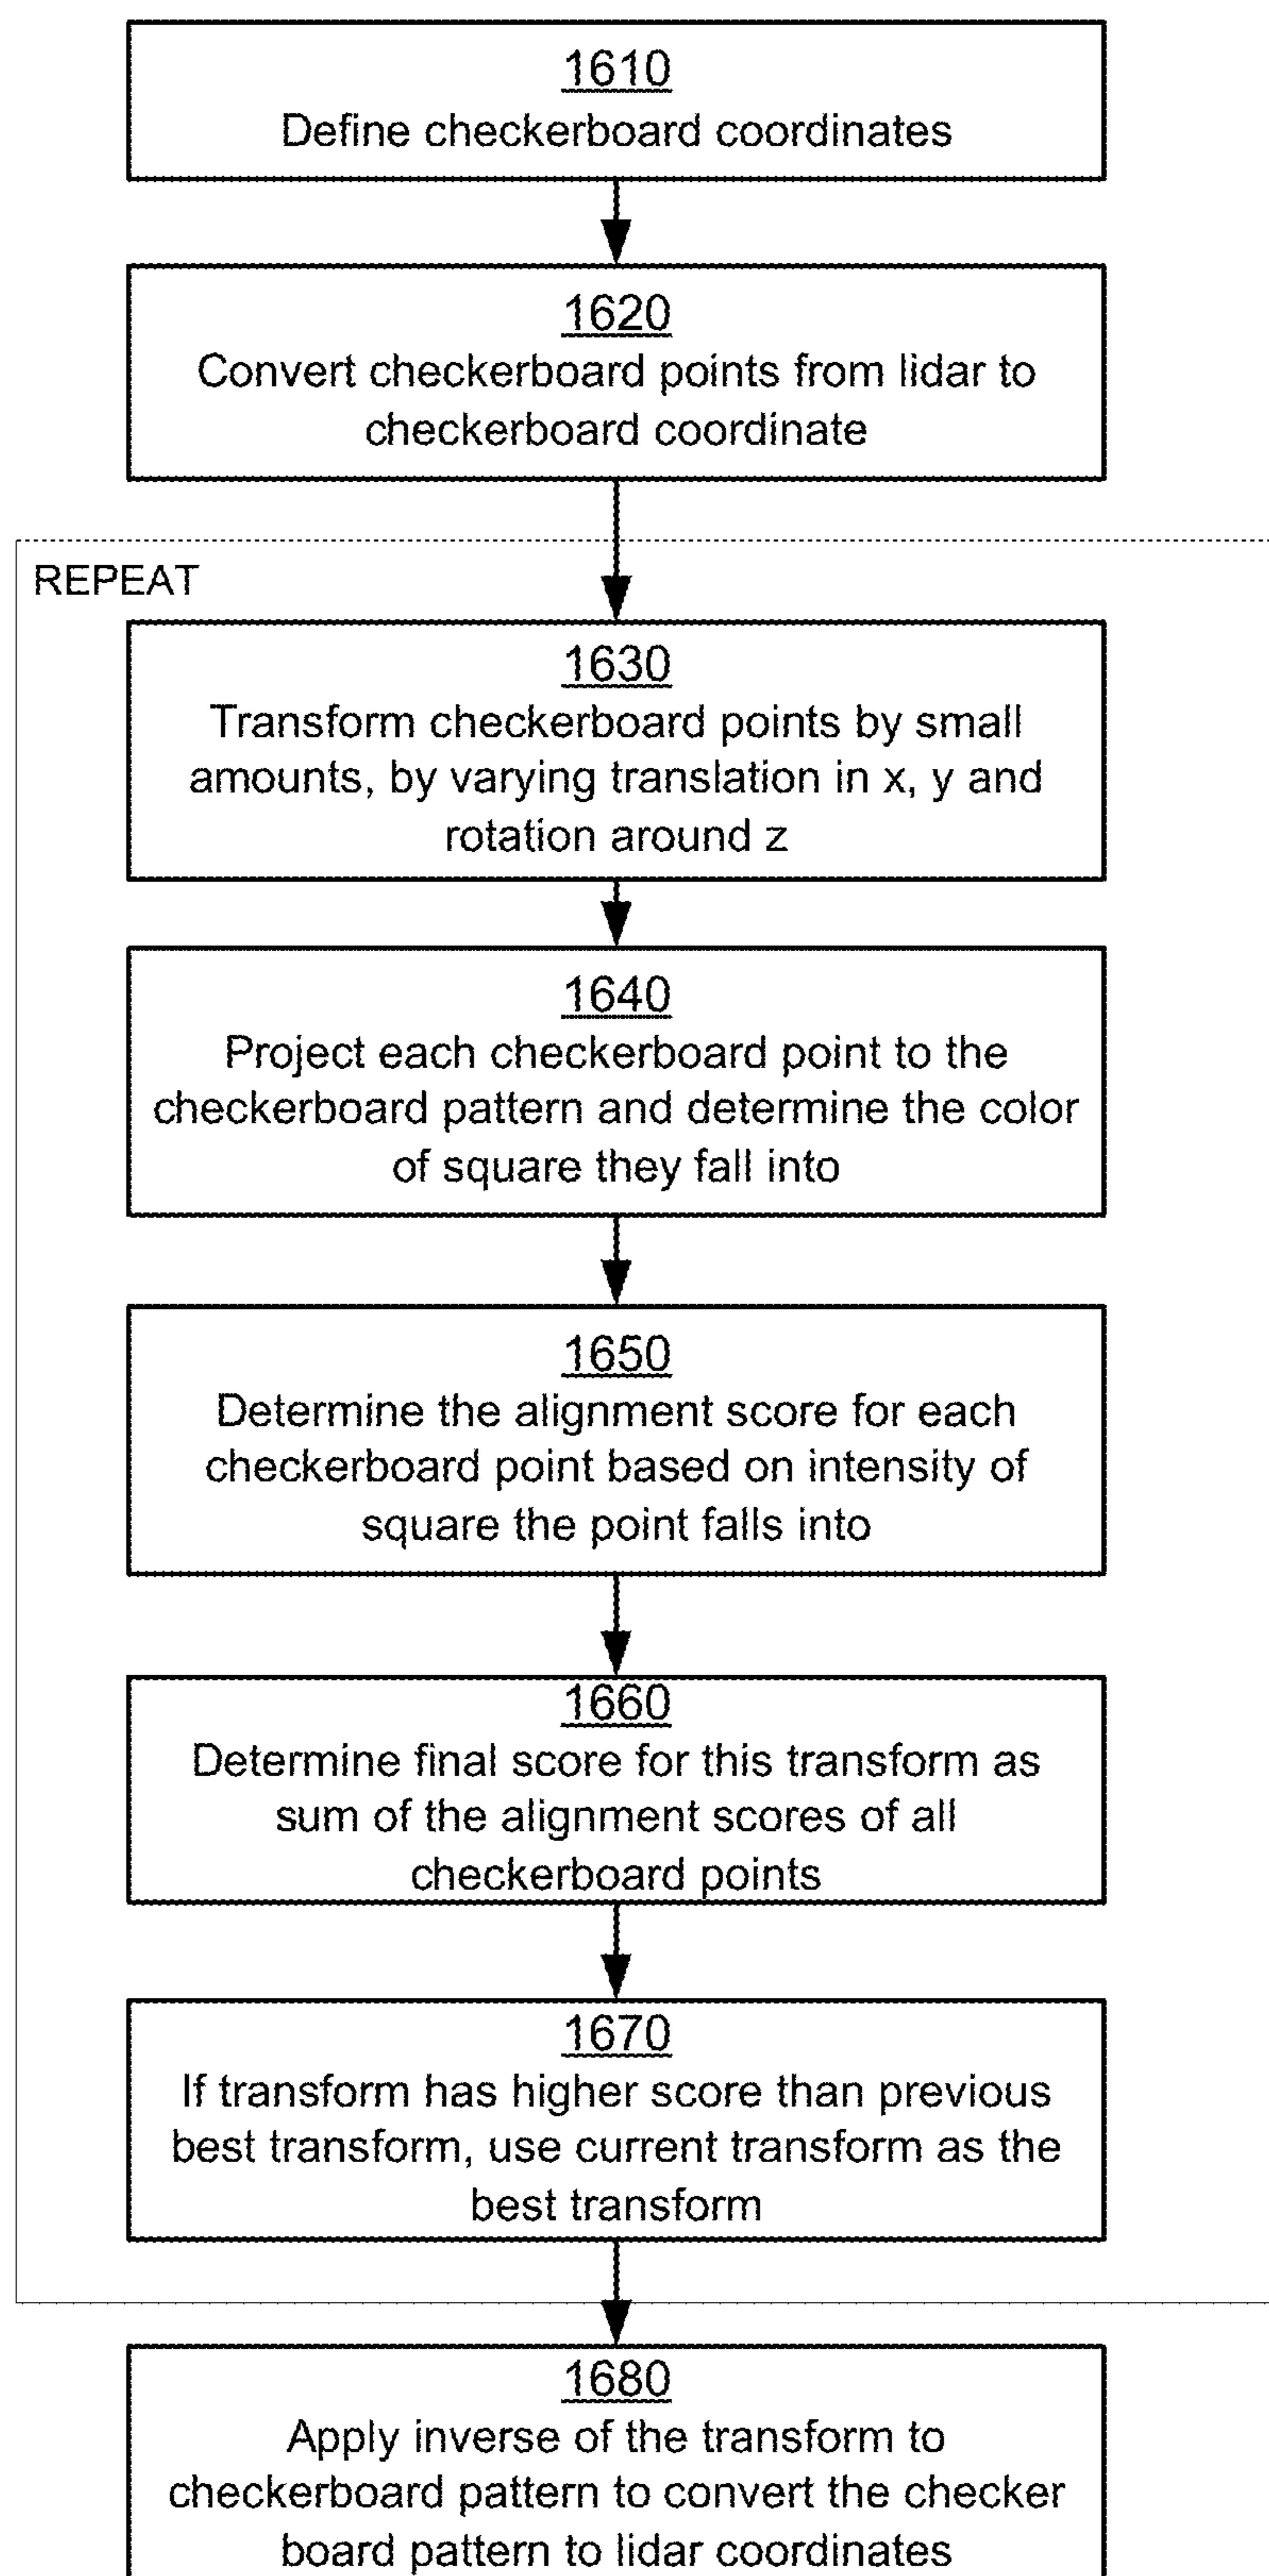 1610
Define checkerboard coordinates
1620
Convert checkerboard points from lidar to
checkerboard coordinate
REPEAT
1630
Transform checkerboard points by small
amounts, by varying translation in x, y and
rotation around z
1640
Project each checkerboard point to the
checkerboard pattern and determine the color
of square they fall into
1650
Determine the alignment score for each
checkerboard point based on intensity of
square the point falls into
1660
Determine final score for this transform as
sum of the alignment scores of all
checkerboard points
1670
If transform has higher score than previous
best transform, use current transform as the
best transform
1680
Apply inverse of the transform to
checkerboard pattern to convert the checker
board pattern to lidar coordinates